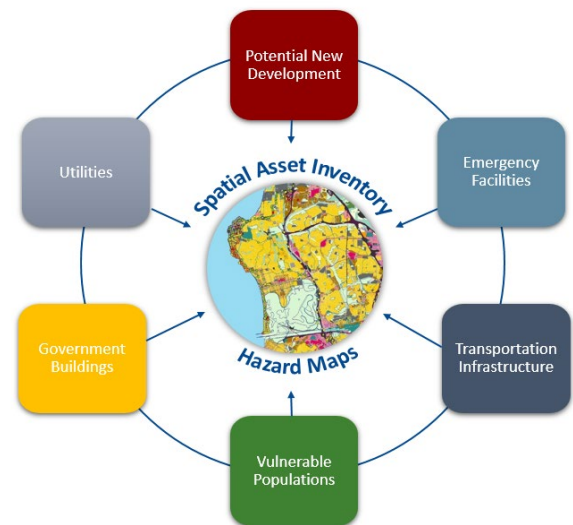 Potential New
Development
Utilities
Emergency
Facilities
Spatial Asset Inventory
Hazard Maps
Government
Buildings
Transportation
Infrastructure
Vulnerable
Populations